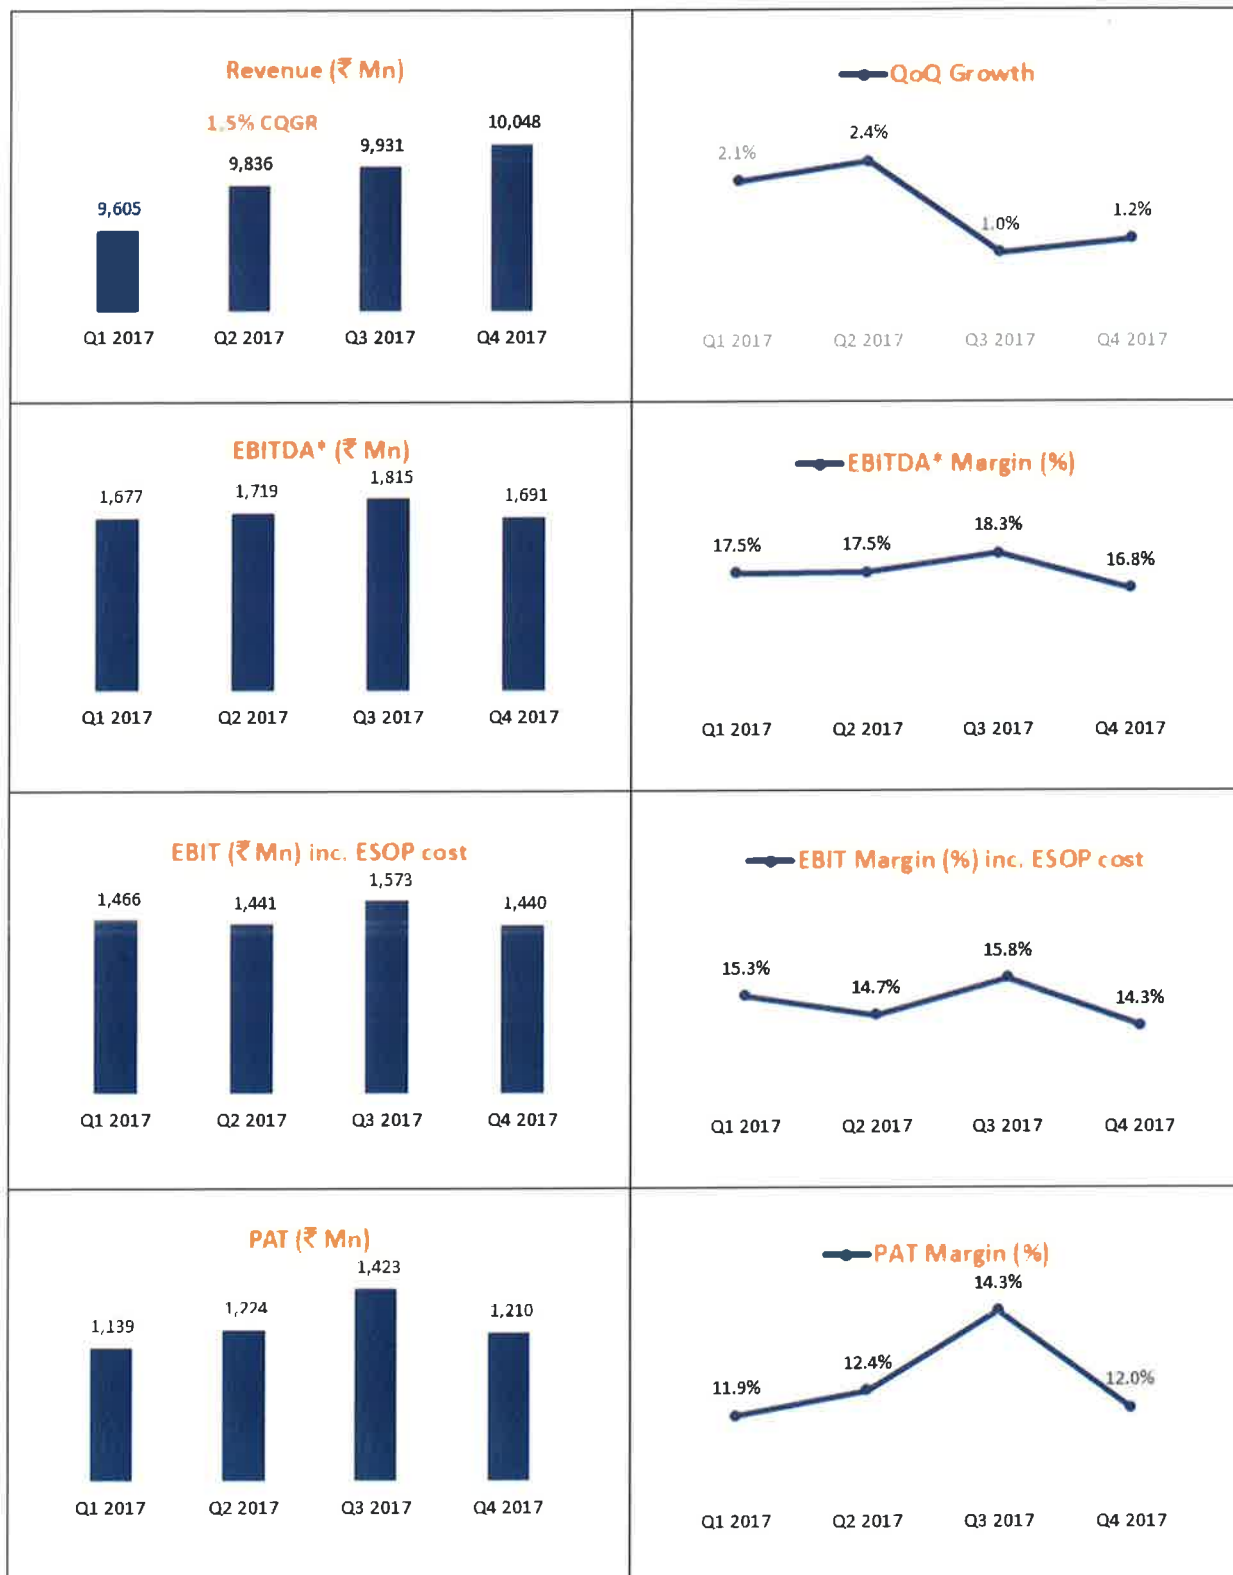 Revenue (₹ Mn)
1.5% CQGR
9,605
9,836
9,931
10,048
Q1 2017
Q2 2017
Q3 2017
Q4 2017
QoQ Growth
2.1%
2.4%
1.0%
1.2%
Q1 2017
Q2 2017
Q3 2017
Q4 2017
EBITDA* (₹ Mn)
1,677
1,719
1,815
1,691
Q1 2017
Q2 2017
Q3 2017
Q4 2017
EBITDA* Margin (%)
17.5%
17.5%
18.3%
16.8%
Q1 2017
Q2 2017
Q3 2017
Q4 2017
EBIT (₹ Mn) inc. ESOP cost
1,466
1,441
1,573
1,440
Q1 2017
Q2 2017
Q3 2017
Q4 2017
EBIT Margin (%) inc. ESOP cost
15.3%
14.7%
15.8%
14.3%
Q1 2017
Q2 2017
Q3 2017
Q4 2017
PAT (₹ Mn)
1,139
1,224
1,423
1,210
Q1 2017
Q2 2017
Q3 2017
Q4 2017
PAT Margin (%)
11.9%
12.4%
14.3%
12.0%
Q1 2017
Q2 2017
Q3 2017
Q4 2017